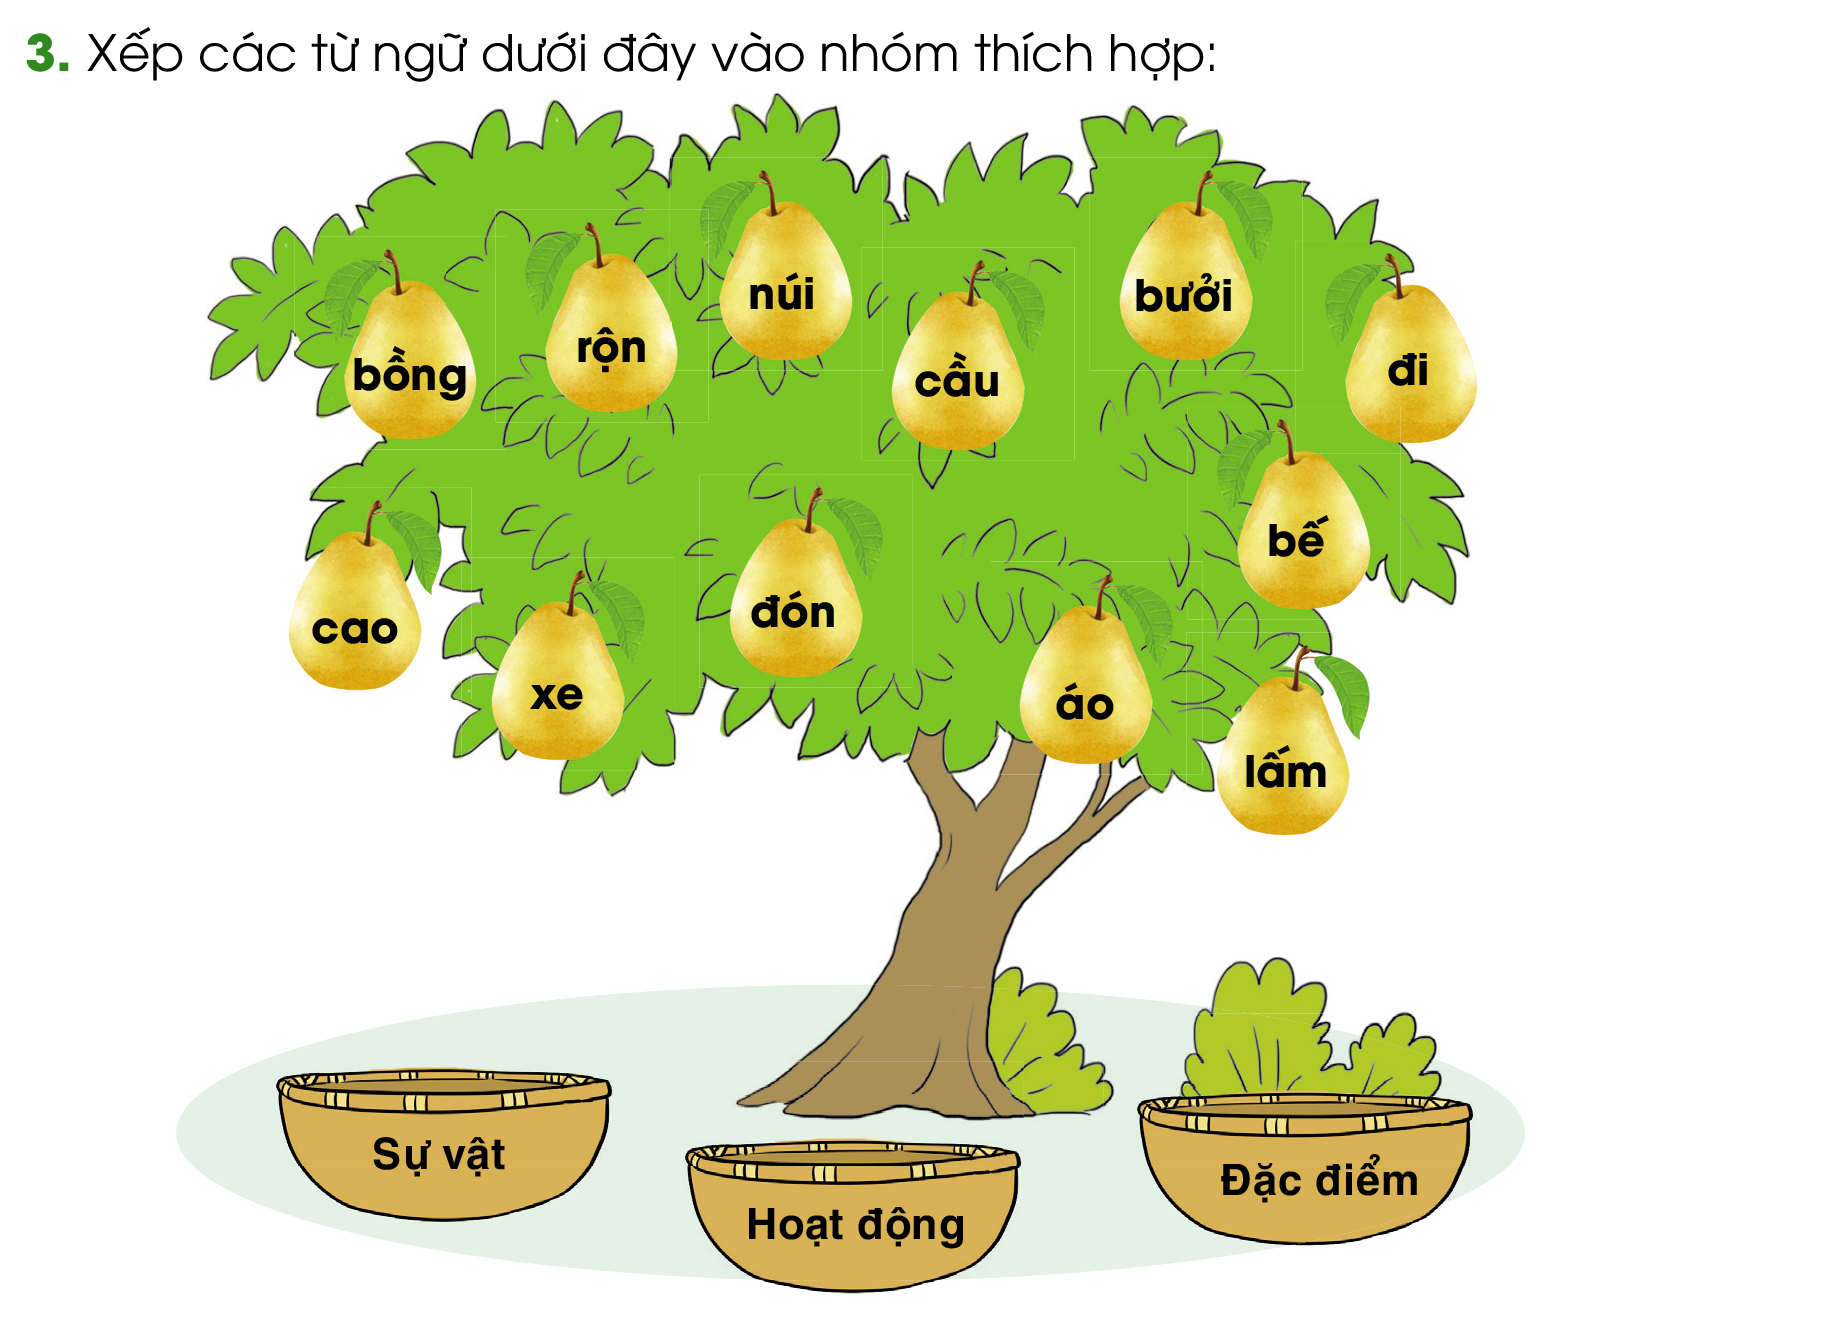 3. Xếp các từ ngữ dưới đây vào nhóm thích hợp:
núi
bưởi
rộn
bồng
cầu
đi
bế
cao
đón
xe
áo
lấm
Sự vật
Hoạt động
Đặc điểm